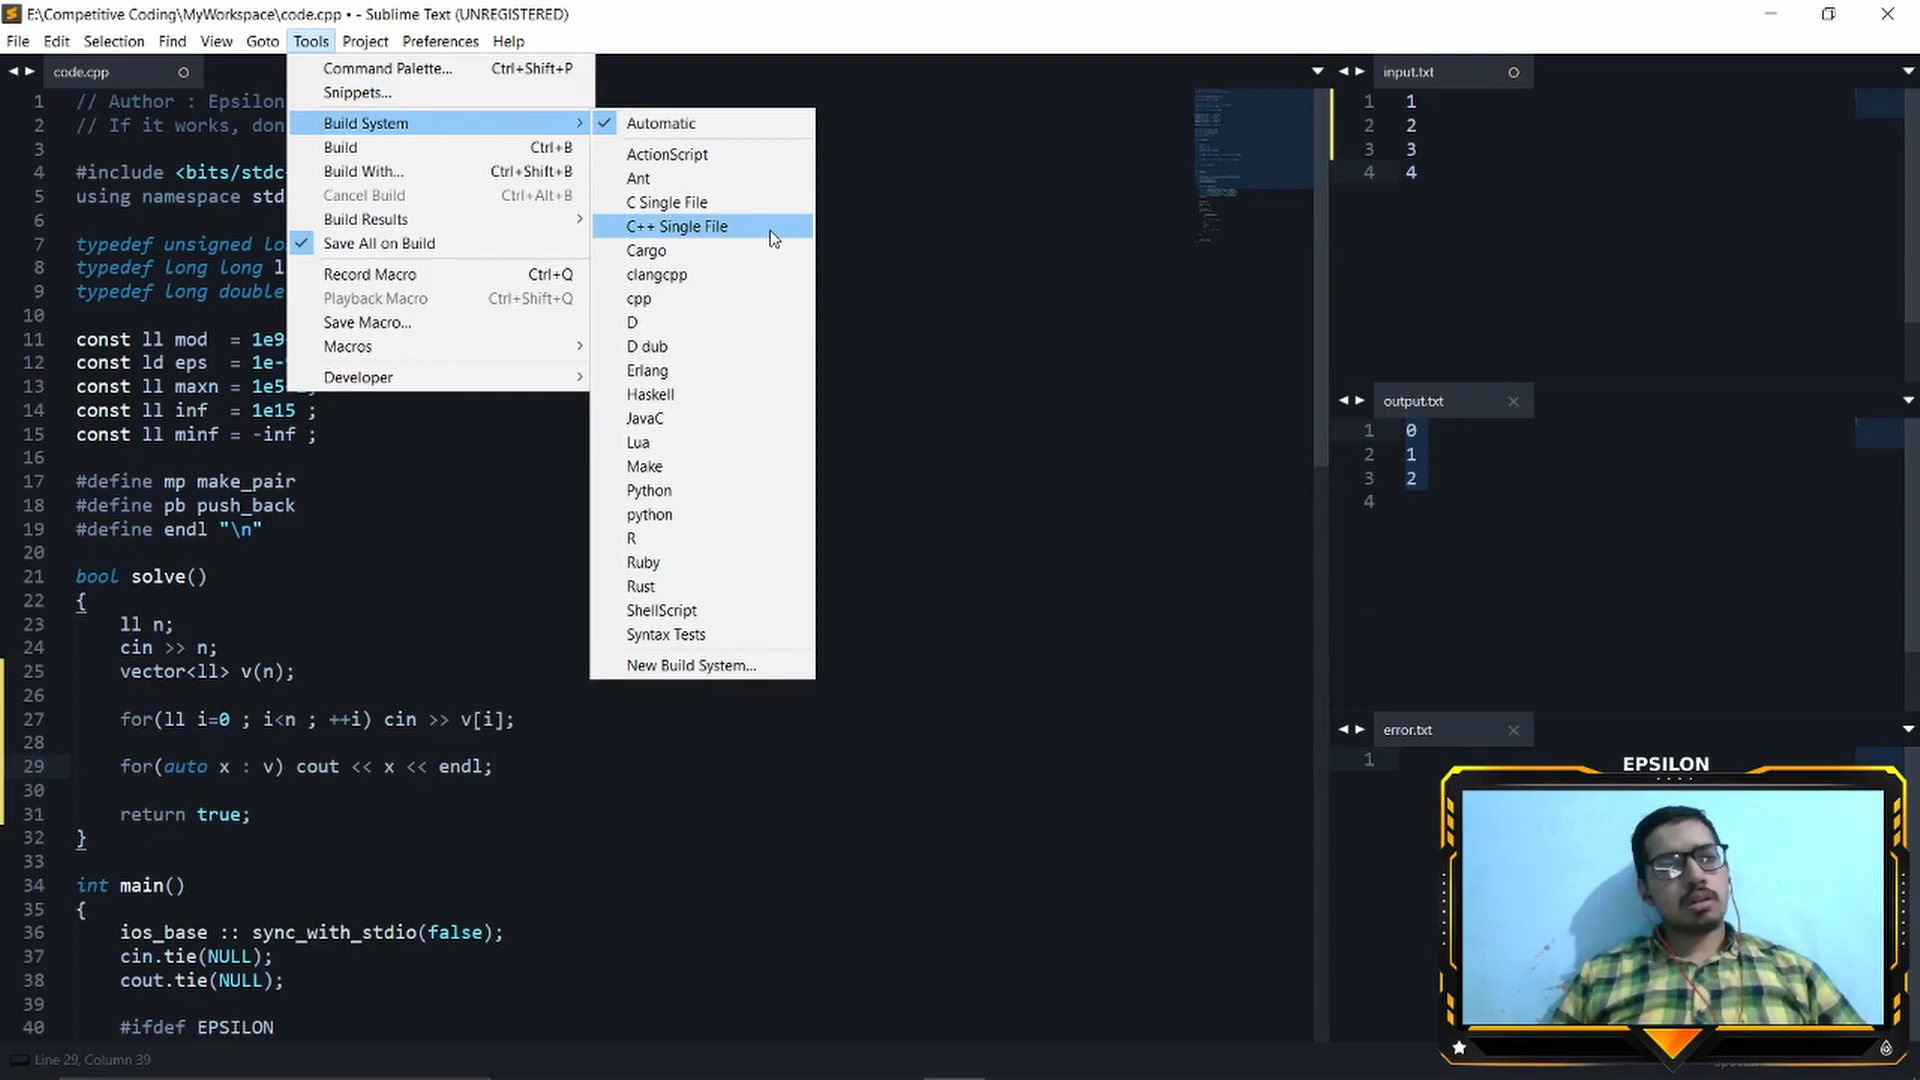 E:\Competitive Coding\MyWorkspace\code.cpp • - Sublime Text (UNREGISTERED)
File Edit Selection Find View Goto Tools Project Preferences Help
code.cpp
1 // Author : Epsilon
2 // If it works, don
3
4 #include <bits/stdc
5 using namespace std
6
7 typedef unsigned lo
8 typedef long long l
9 typedef long double
10
11 const ll mod = 1e9
12 const ld eps = 1e-
13 const ll maxn = 1e5
14 const ll inf = 1e15 ;
15 const ll minf = -inf ;
16
17 #define mp make_pair
18 #define pb push_back
19 #define endl "\n"
20
21 bool solve()
22 {
23 ll n;
24 cin >> n;
25 vector<ll> v(n);
26
27 for(ll i=0 ; i<n ; ++i) cin >> v[i];
28
29 for(auto x : v) cout << x << endl;
30
31 return true;
32 }
33
34 int main()
35 {
36 ios_base :: sync_with_stdio(false);
37 cin.tie(NULL);
38 cout.tie(NULL);
39
40 #ifdef EPSILON
Line 29, Column 39
Command Palette... Ctrl+Shift+P
Snippets...
Build System
Build Ctrl+B
Build With... Ctrl+Shift+B
Cancel Build Ctrl+Alt+B
Build Results
Save All on Build
Record Macro Ctrl+Q
Playback Macro Ctrl+Shift+Q
Save Macro...
Macros
Developer
Automatic
ActionScript
Ant
C Single File
C++ Single File
Cargo
clangcpp
cpp
D
D dub
Erlang
Haskell
JavaC
Lua
Make
Python
python
R
Ruby
Rust
ShellScript
Syntax Tests
New Build System...
input.txt
1 1
2 2
3 3
4 4
output.txt
1 0
2 1
3 2
4
error.txt
1
EPSILON